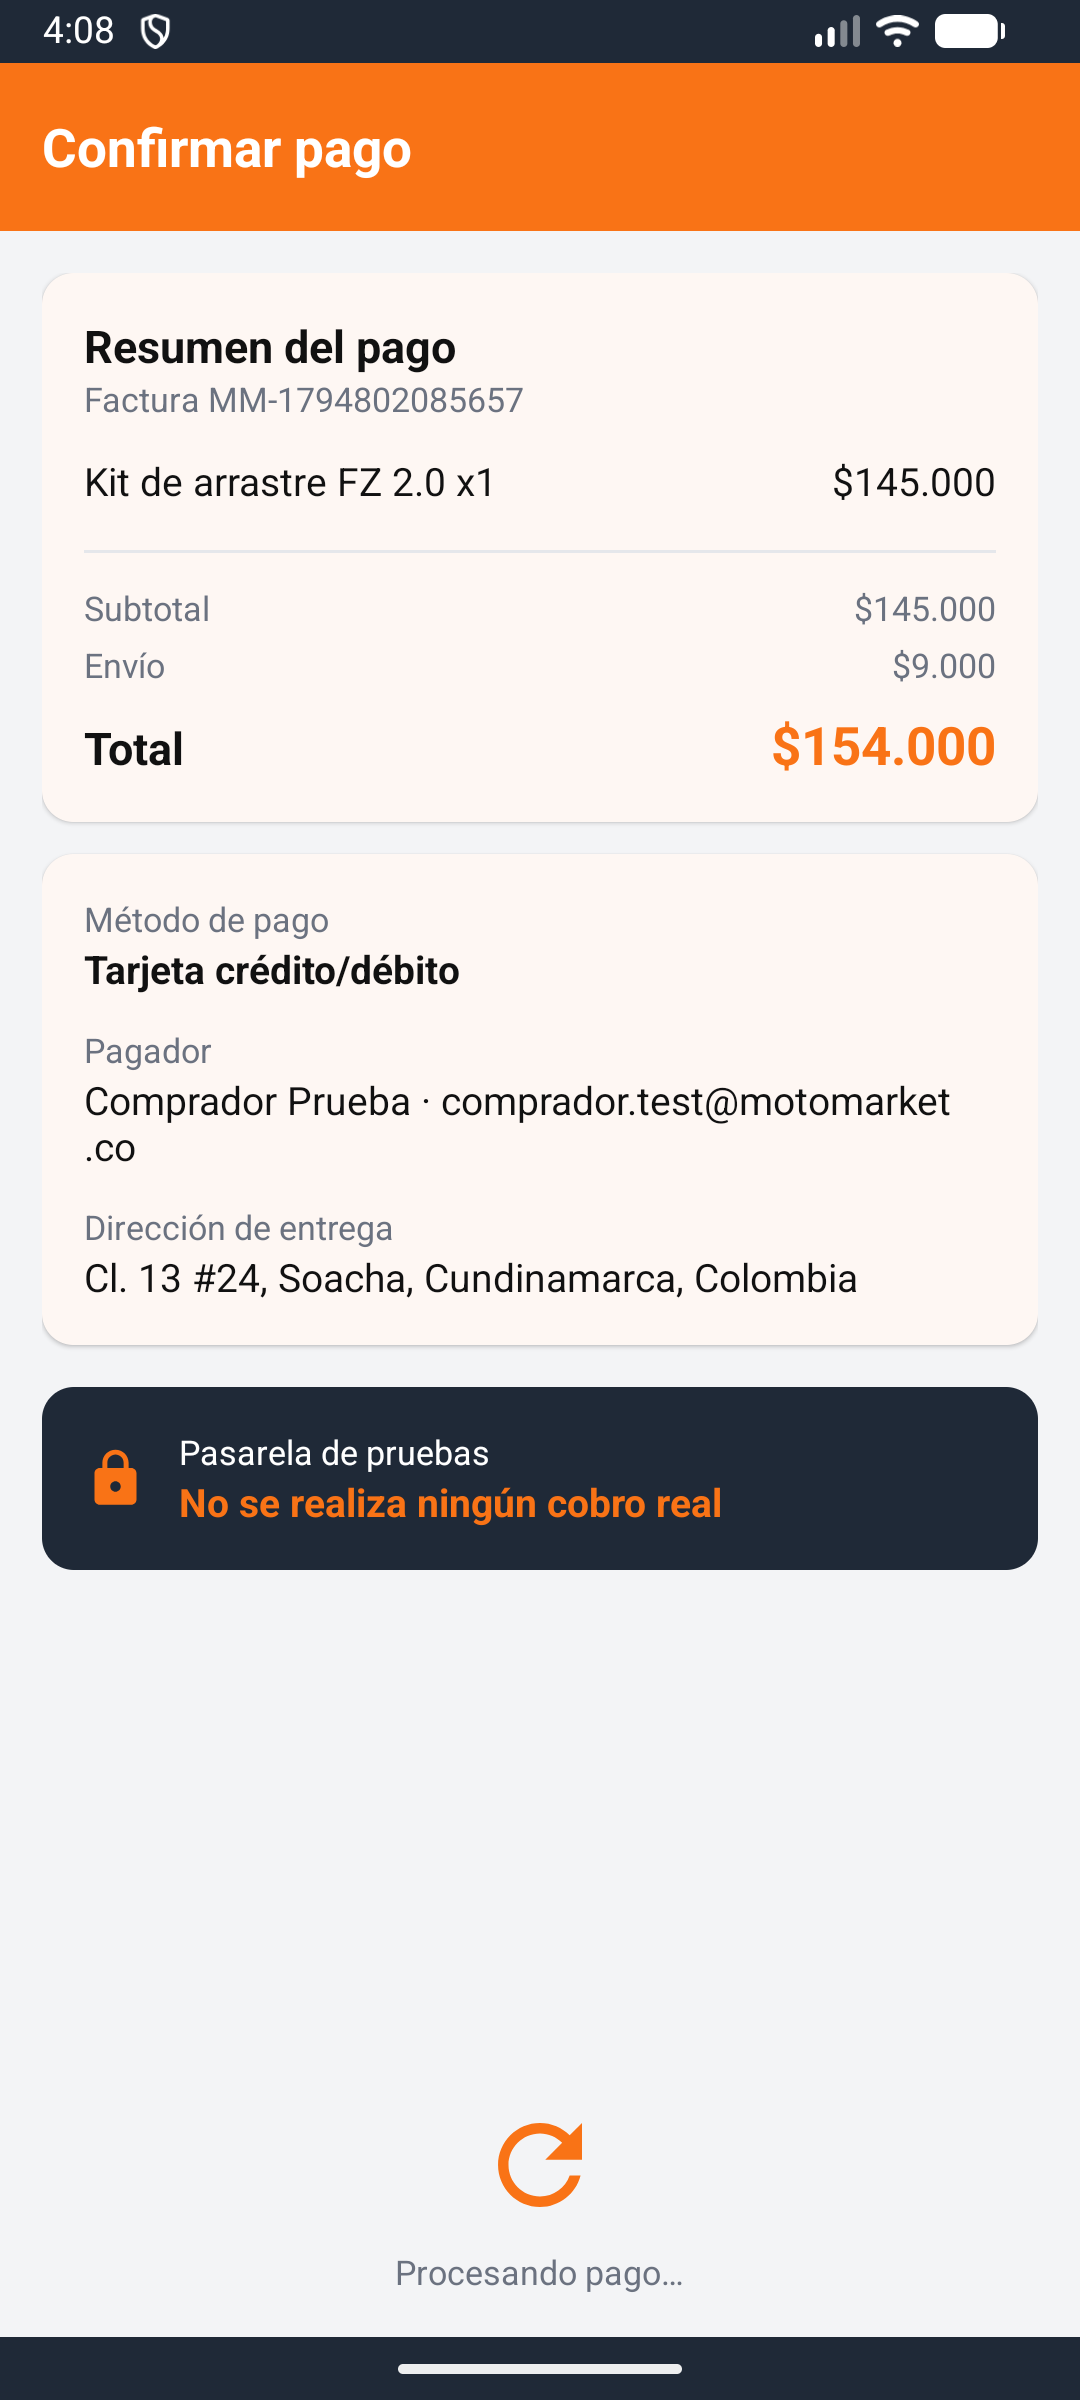 4:08
Confirmar pago
Resumen del pago
Factura MM-1794802085657
Kit de arrastre FZ 2.0 x1 $145.000
Subtotal $145.000
Envío $9.000
Total $154.000
Método de pago
Tarjeta crédito/débito
Pagador
Comprador Prueba · comprador.test@motomarket
.co
Dirección de entrega
Cl. 13 #24, Soacha, Cundinamarca, Colombia
Pasarela de pruebas
No se realiza ningún cobro real
Procesando pago…